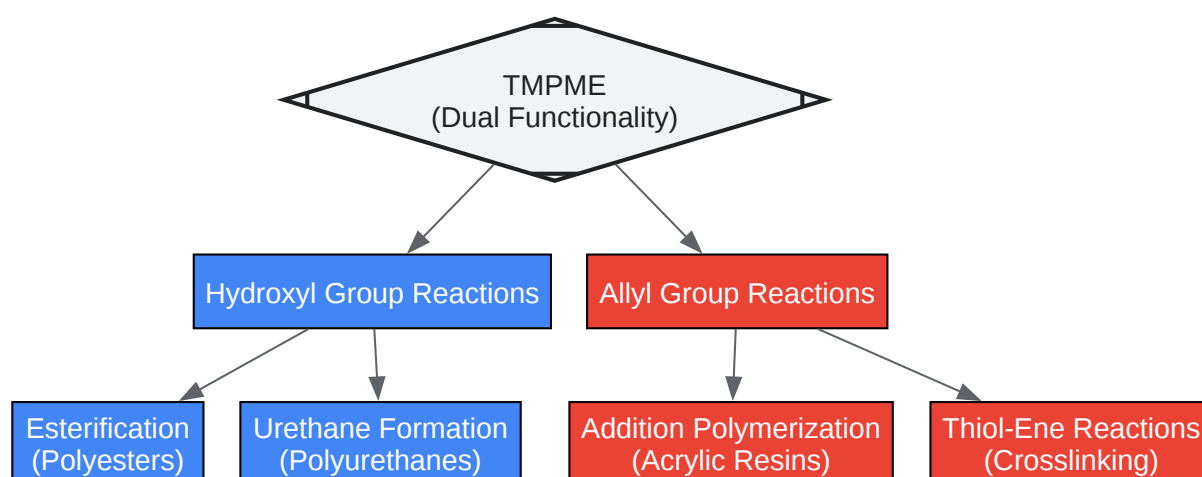 TMPME
(Dual Functionality)
Hydroxyl Group Reactions
Allyl Group Reactions
Esterification
(Polyesters)
Urethane Formation
(Polyurethanes)
Addition Polymerization
(Acrylic Resins)
Thiol-Ene Reactions
(Crosslinking)